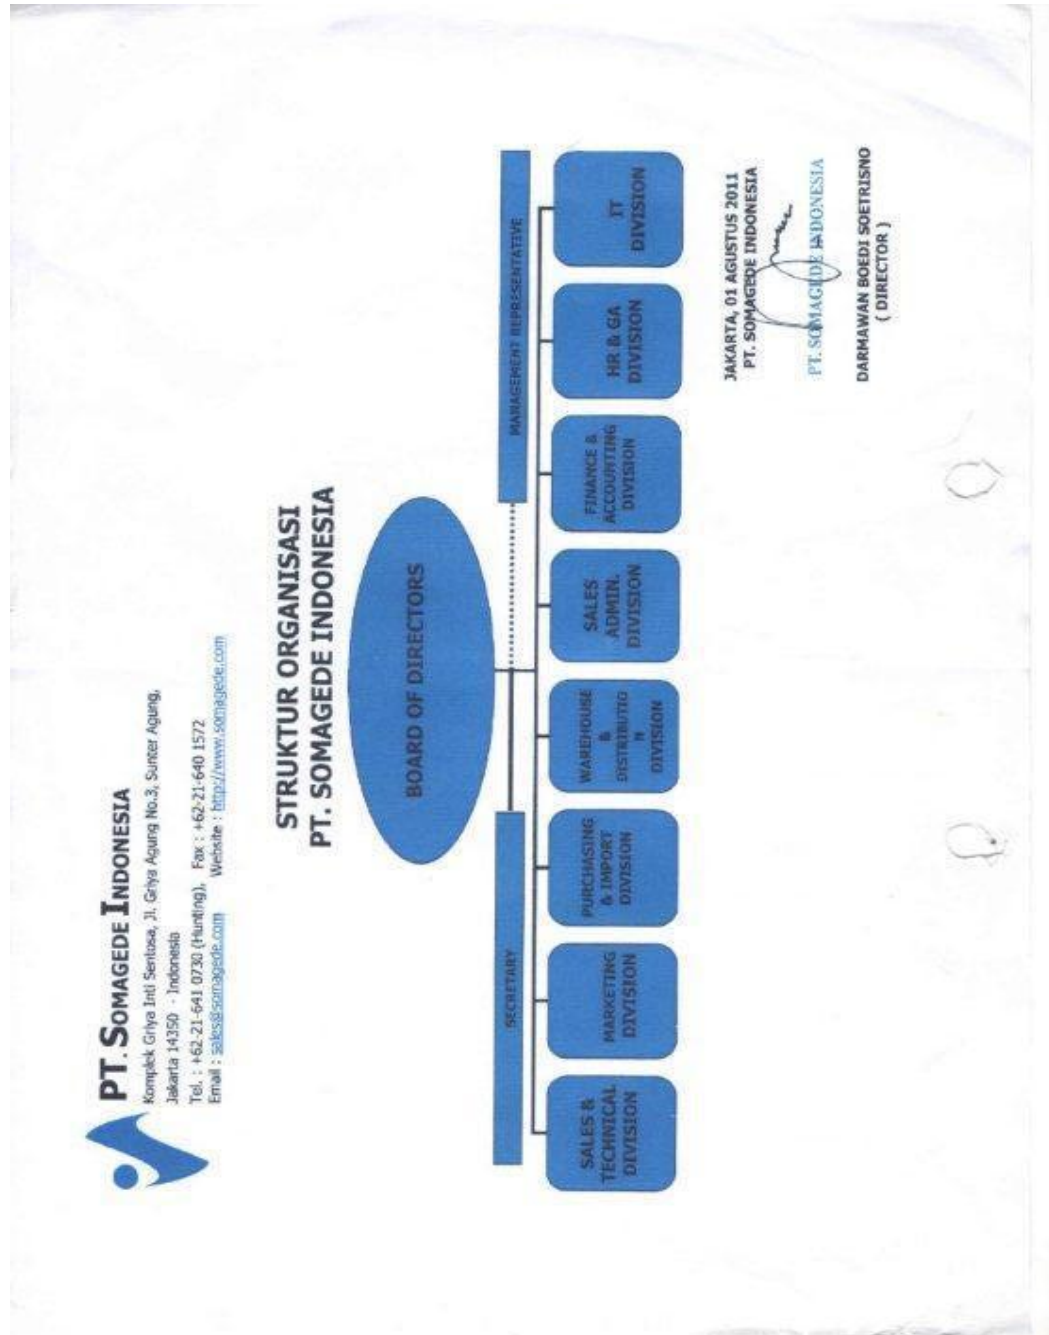 PT. SOMAGEDE INDONESIA
Komplek Griya Inti Sentosa, Jl. Griya Agung No.3, Sunter Agung,
Jakarta 14350 - Indonesia
Tel. : +62-21-641 0730 (Hunting), Fax : +62-21-640 1572
Email : sales@somagede.com Website : http://www.somagede.com
STRUKTUR ORGANISASI
PT. SOMAGEDE INDONESIA
BOARD OF DIRECTORS
SECRETARY
MANAGEMENT REPRESENTATIVE
SALES &
TECHNICAL
DIVISION
MARKETING
DIVISION
PURCHASING
& IMPORT
DIVISION
WAREHOUSE
&
DESTRIBUTIO
N
DIVISION
SALES
ADMIN.
DIVISION
FINANCE &
ACCOUNTING
DIVISION
HR & GA
DIVISION
IT
DIVISION
JAKARTA, 01 AGUSTUS 2011
PT. SOMAGEDE INDONESIA
PT. SOMAGEDE INDONESIA
DARMAWAN BOEDI SOETRISNO
( DIRECTOR )